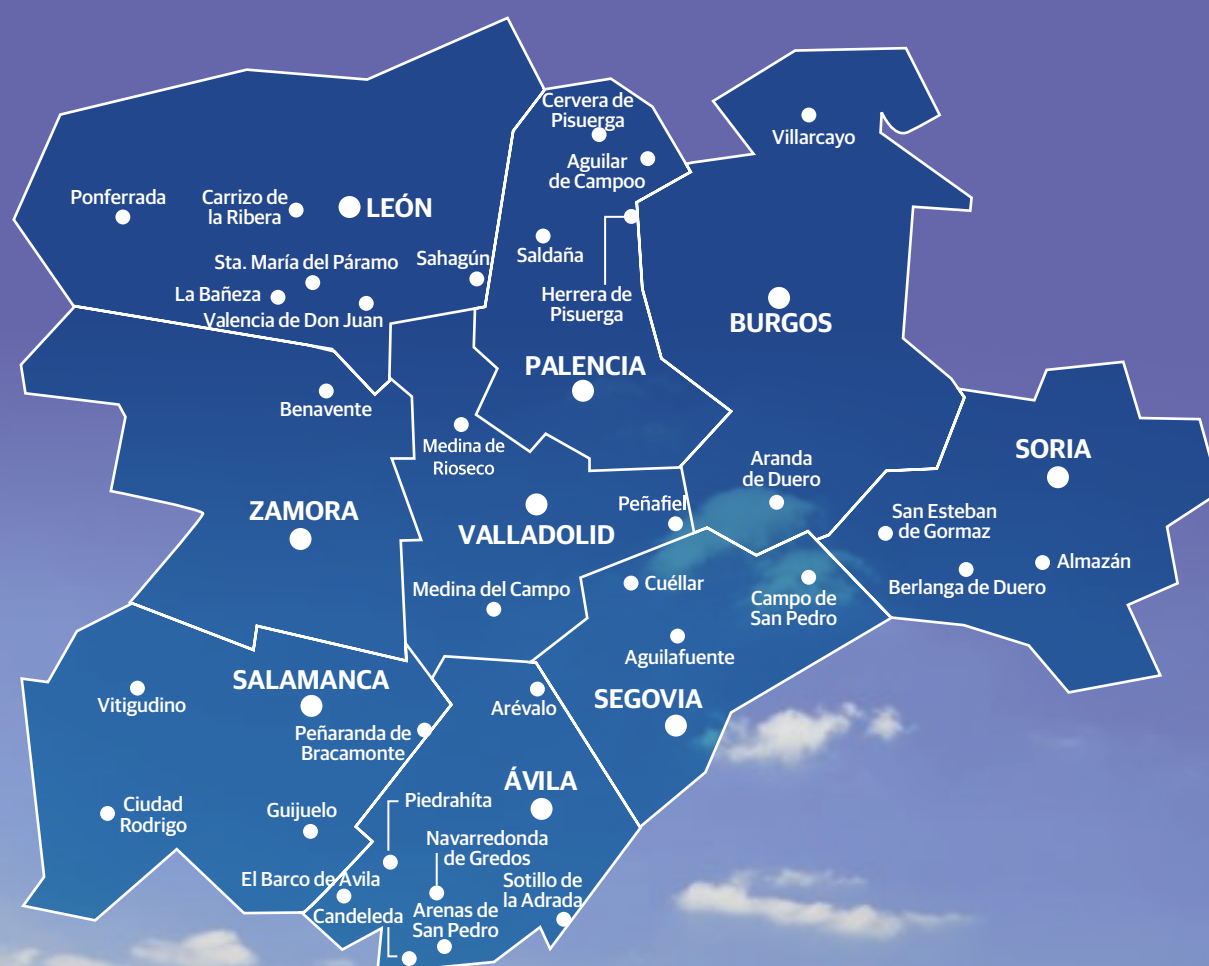 Cervera de
Pisuerga
Villarcayo
Aguilar
de Campoo
Ponferrada
Carrizo de
la Ribera
LEÓN
Saldaña
Sta. María del Páramo
Sahagún
La Bañeza
Valencia de Don Juan
Herrera de
Pisuerga
BURGOS
PALENCIA
Benavente
Medina de
Rioseco
SORIA
Aranda
de Duero
ZAMORA
Peñafiel
VALLADOLID
San Esteban
de Gormaz
Almazán
Berlanga de Duero
Medina del Campo
Cuéllar
Campo de
San Pedro
Aguilafuente
SALAMANCA
SEGOVIA
Vitigudino
Arévalo
Peñaranda de
Bracamonte
ÁVILA
Piedrahíta
Ciudad
Rodrigo
Guijuelo
Navarredonda
de Gredos
El Barco de Ávila
Sotillo de
la Adrada
Candeleda
Arenas de
San Pedro